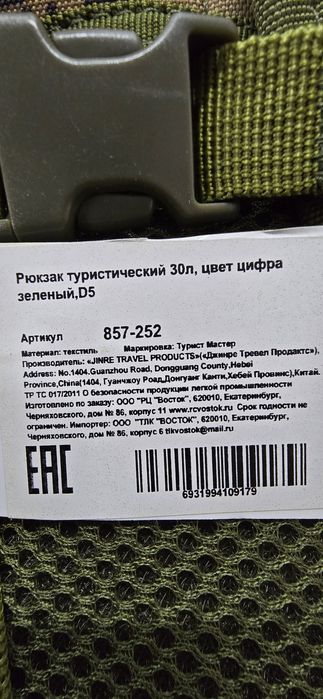 Рюкзак туристический 30л, цвет цифра
зеленый,D5
Артикул 857-252
Материал: текстиль Маркировка: Турист Мастер
Производитель: «JINRE TRAVEL PRODUCTS»(«Джинре Тревел Продактс»),
Address: No.1404.Guanzhou Road, Dongguang County,Hebei
Province,China(1404, Гуанчжоу Роад,Донгуанг Канти,Хебей Провинс),Китай.
ТР ТС 017/2011 О безопасности продукции легкой промышленности
Изготовлено по заказу: ООО "РЦ "Восток", 620010, Екатеринбург,
Черняховского, дом № 86, корпус 11 www.rcvostok.ru Срок годности не
ограничен. Импортер: ООО "ТЛК "ВОСТОК", 620010, Екатеринбург,
Черняховского, дом № 86, корпус 6 tlkvostok@mail.ru
EAC
6931994109179